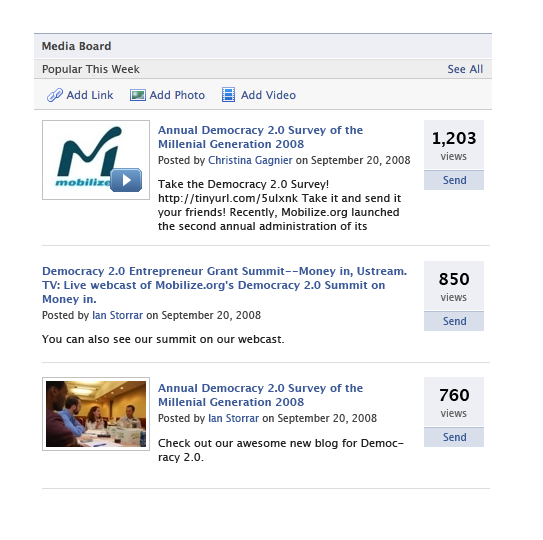 Media Board
Popular This Week
See All
Add Link
Add Photo
Add Video
mobilize
Annual Democracy 2.0 Survey of the
Millenial Generation 2008
Posted by Christina Gagnier on September 20, 2008
Take the Democracy 2.0 Survey!
http://tinyurl.com/5ulxnk Take it and send it
your friends! Recently, Mobilize.org launched
the second annual administration of its
1,203
views
Send
Democracy 2.0 Entrepreneur Grant Summit--Money in, Ustream.
TV: Live webcast of Mobilize.org's Democracy 2.0 Summit on
Money in.
Posted by Ian Storrar on September 20, 2008
You can also see our summit on our webcast.
850
views
Send
Annual Democracy 2.0 Survey of the
Millenial Generation 2008
Posted by Ian Storrar on September 20, 2008
Check out our awesome new blog for Democ-
racy 2.0.
760
views
Send